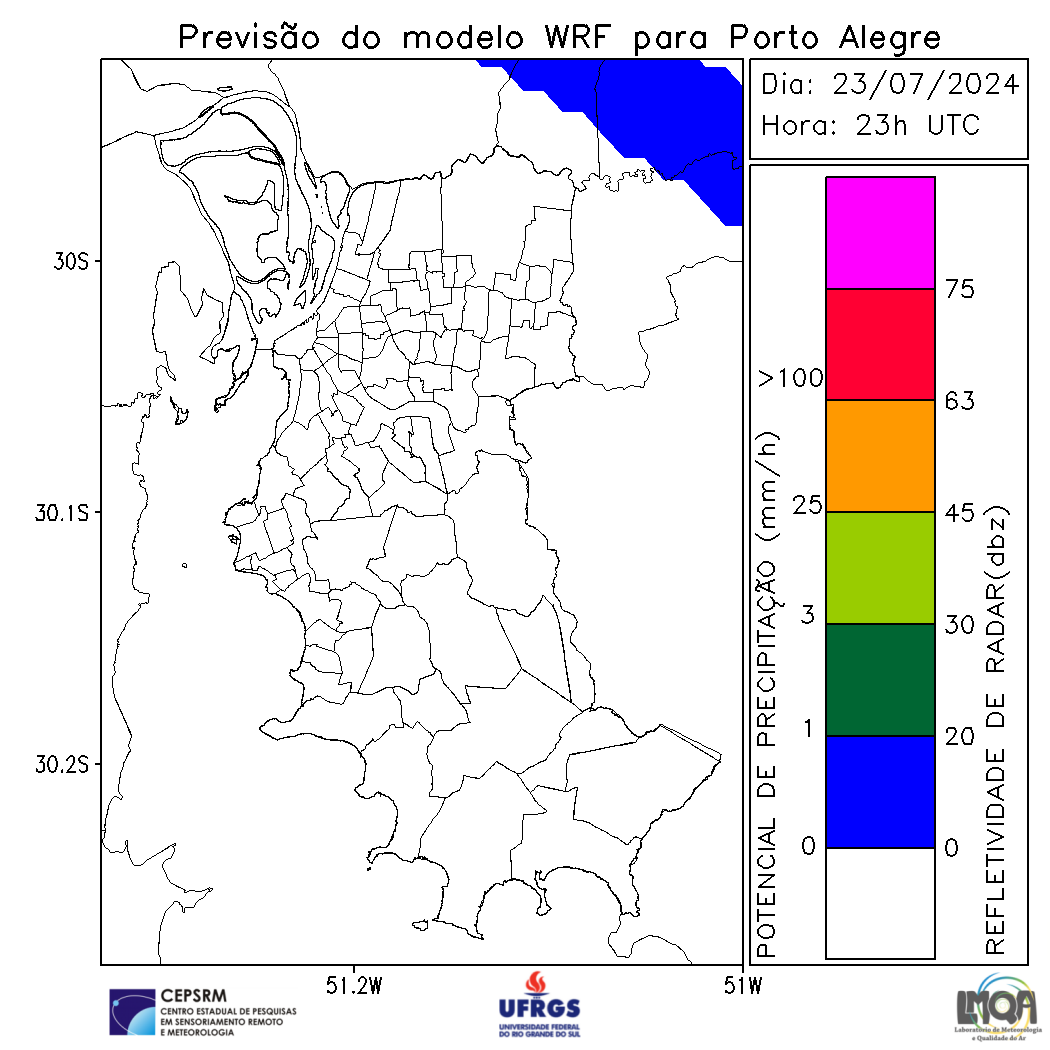 Previsão do modelo WRF para Porto Alegre
Dia: 23/07/2024
Hora: 23h UTC
30S
30.1S
30.2S
51.2W
51W
POTENCIAL DE PRECIPITAÇÃO (mm/h)
>100
25
3
1
0
75
63
45
30
20
0
REFLETIVIDADE DE RADAR(dbz)
CEPSRM
CENTRO ESTADUAL DE PESQUISAS
EM SENSORIAMENTO REMOTO
E METEOROLOGIA
UFRGS
UNIVERSIDADE FEDERAL
DO RIO GRANDE DO SUL
LMQA
Laboratório de Meteorologia
e Qualidade do Ar